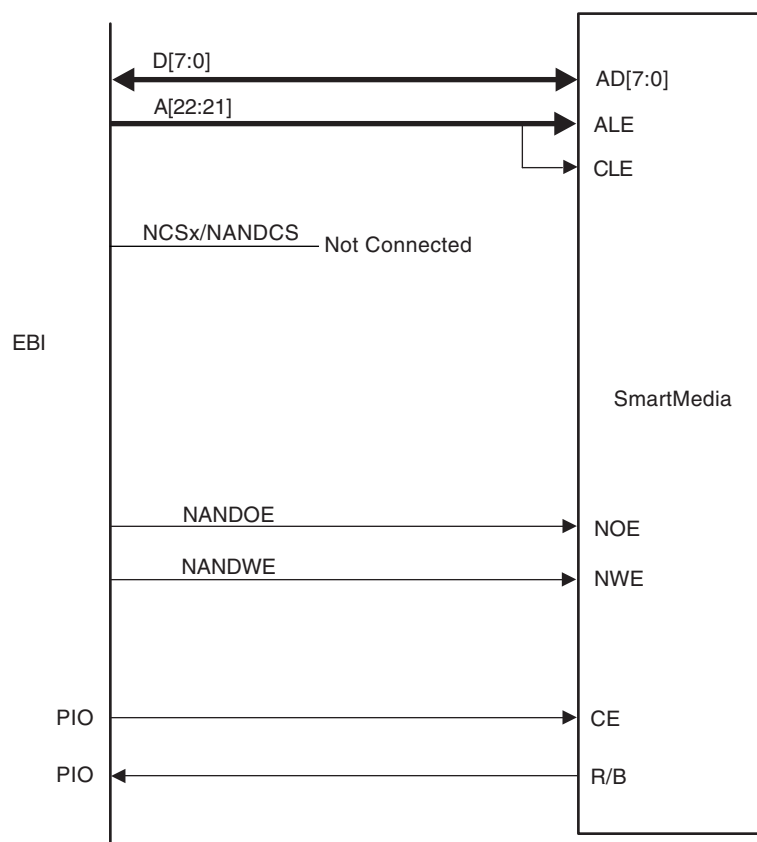 D[7:0]
AD[7:0]
A[22:21]
ALE
CLE
NCSx/NANDCS
Not Connected
EBI
SmartMedia
NANDOE
NOE
NANDWE
NWE
PIO
CE
PIO
R/B